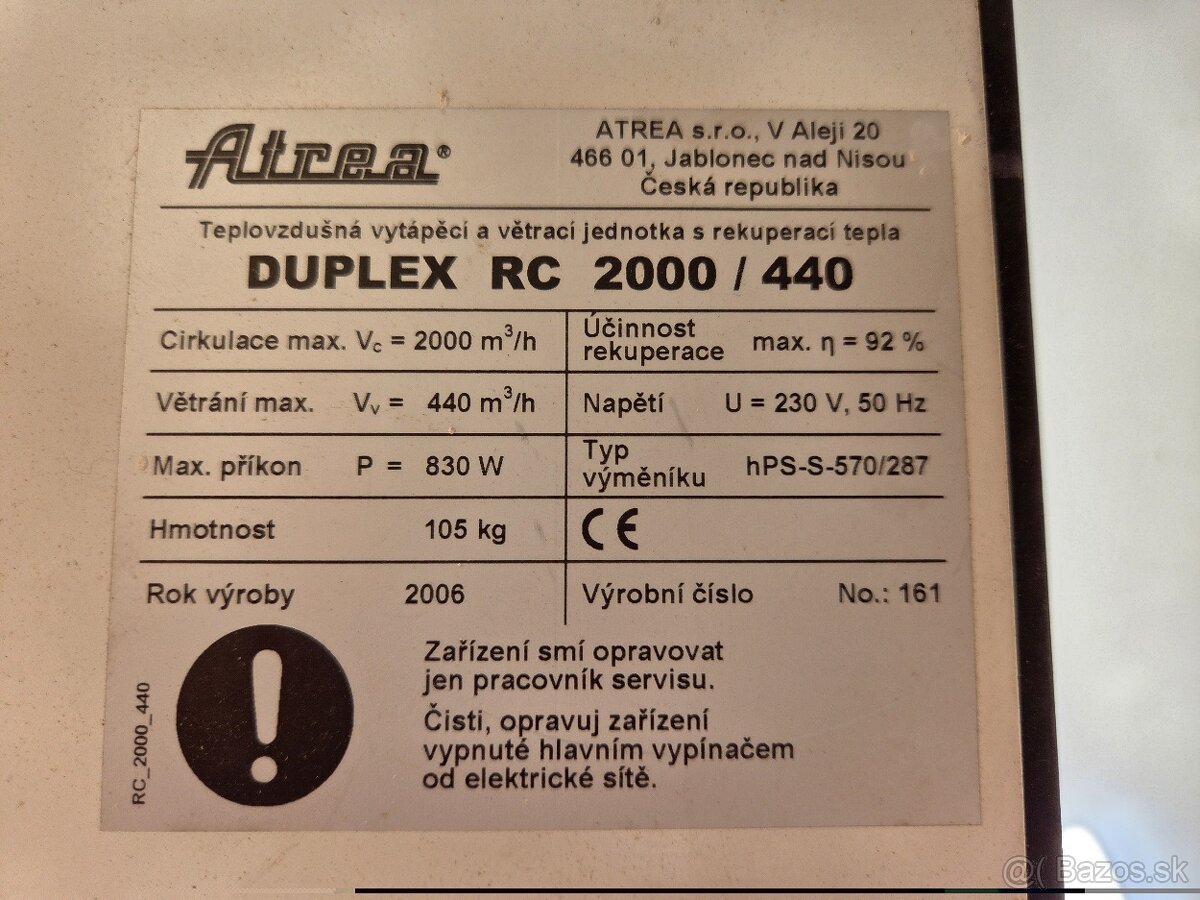 Atrea®
ATREA s.r.o., V Aleji 20
466 01, Jablonec nad Nisou
Česká republika
Teplovzdušná vytápěcí a větrací jednotka s rekuperací tepla
DUPLEX RC 2000 / 440
Cirkulace max. Vc = 2000 m³/h
Účinnost
rekuperace max. η = 92 %
Větrání max. Vv = 440 m³/h
Napětí U = 230 V, 50 Hz
Max. příkon P = 830 W
Typ
výměníku hPS-S-570/287
Hmotnost 105 kg
CE
Rok výroby 2006
Výrobní číslo No.: 161
Zařízení smí opravovat
jen pracovník servisu.
Čisti, opravuj zařízení
vypnuté hlavním vypínačem
od elektrické sítě.
RC_2000_440
@( Bazos.sk